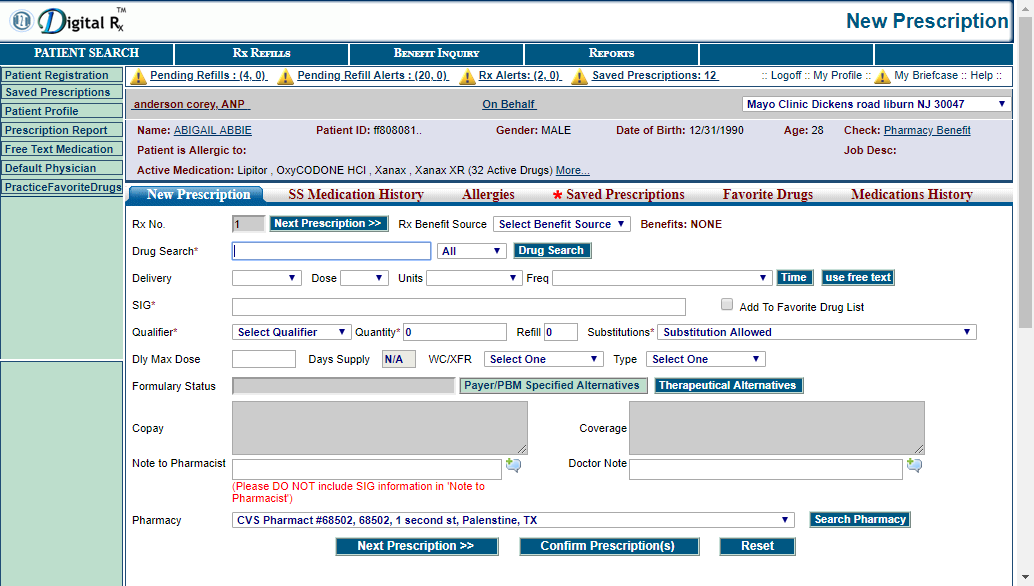 Digital Rx TM
New Prescription
PATIENT SEARCH RX REFILLS BENEFIT INQUIRY REPORTS
Patient Registration
Saved Prescriptions
Patient Profile
Prescription Report
Free Text Medication
Default Physician
PracticeFavoriteDrugs
Pending Refills : (4, 0) Pending Refill Alerts : (20, 0) Rx Alerts: (2, 0) Saved Prescriptions: 12 :: Logoff :: My Profile :: My Briefcase :: Help ::
anderson corey, ANP On Behalf Mayo Clinic Dickens road liburn NJ 30047
Name: ABIGAIL ABBIE Patient ID: ff808081.. Gender: MALE Date of Birth: 12/31/1990 Age: 28 Check: Pharmacy Benefit
Patient is Allergic to: Job Desc:
Active Medication: Lipitor , OxyCODONE HCl , Xanax , Xanax XR (32 Active Drugs) More...
New Prescription SS Medication History Allergies * Saved Prescriptions Favorite Drugs Medications History
Rx No. 1 Next Prescription >> Rx Benefit Source Select Benefit Source Benefits: NONE
Drug Search* All Drug Search
Delivery Dose Units Freq Time use free text
SIG* Add To Favorite Drug List
Qualifier* Select Qualifier Quantity* 0 Refill 0 Substitutions* Substitution Allowed
Dly Max Dose Days Supply N/A WC/XFR Select One Type Select One
Formulary Status Payer/PBM Specified Alternatives Therapeutical Alternatives
Copay Coverage
Note to Pharmacist Doctor Note
(Please DO NOT include SIG information in 'Note to
Pharmacist')
Pharmacy CVS Pharmact #68502, 68502, 1 second st, Palenstine, TX Search Pharmacy
Next Prescription >> Confirm Prescription(s) Reset